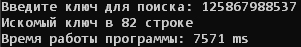 Введите ключ для поиска: 125867988537
Искомый ключ в 82 строке
Время работы программы: 7571 ms